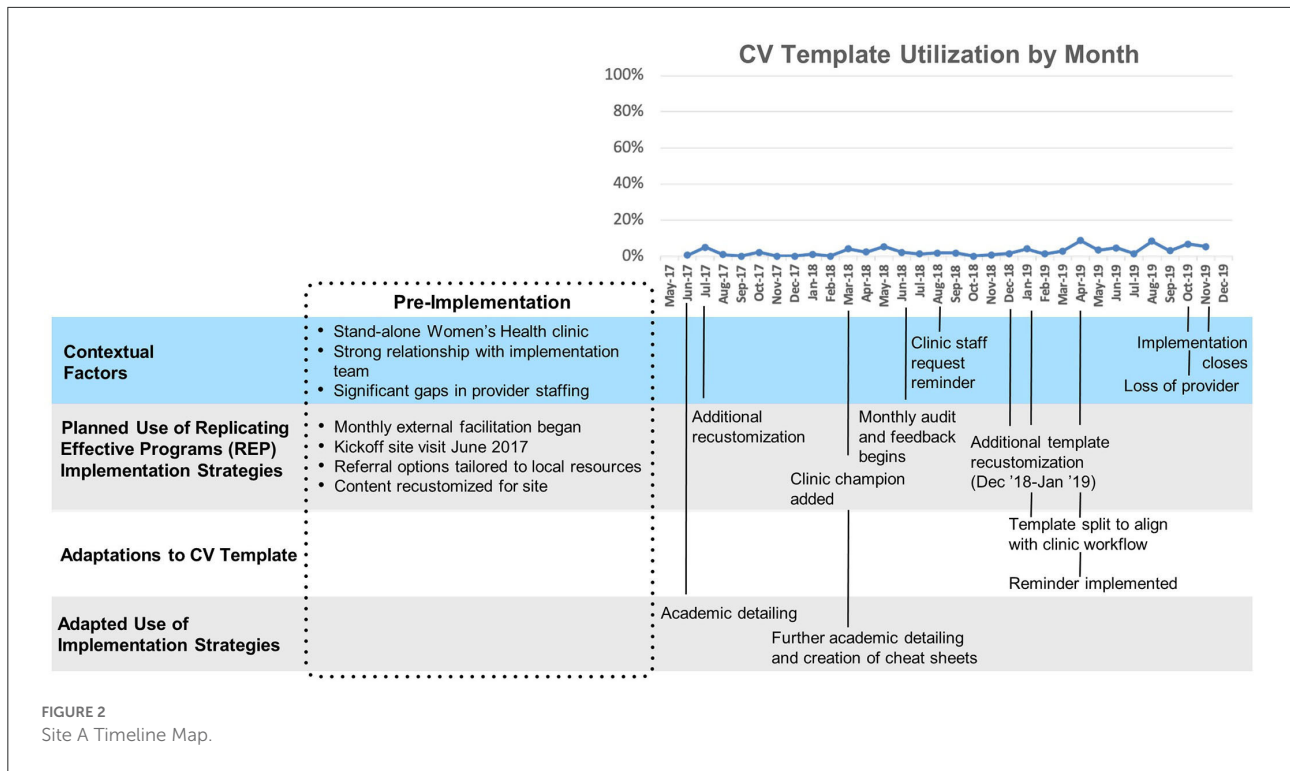 CV Template Utilization by Month
100%
80%
60%
40%
20%
0%
May-17
Jun-17
Jul-17
Aug-17
Sep-17
Oct-17
Nov-17
Dec-17
Jan-18
Feb-18
Mar-18
Apr-18
May-18
Jun-18
Jul-18
Aug-18
Sep-18
Oct-18
Nov-18
Dec-18
Jan-19
Feb-19
Mar-19
Apr-19
May-19
Jun-19
Jul-19
Aug-19
Sep-19
Oct-19
Nov-19
Dec-19
Pre-Implementation
Contextual
Factors
• Stand-alone Women's Health clinic
• Strong relationship with implementation
team
• Significant gaps in provider staffing
Clinic staff
request
reminder
Implementation
closes
Loss of provider
Planned Use of Replicating
Effective Programs (REP)
Implementation Strategies
• Monthly external facilitation began
• Kickoff site visit June 2017
• Referral options tailored to local resources
• Content recustomized for site
Additional
recustomization
Clinic champion
added
Monthly audit
and feedback
begins
Additional template
recustomization
(Dec '18-Jan '19)
Adaptations to CV Template
Template split to align
with clinic workflow
Reminder implemented
Adapted Use of
Implementation Strategies
Academic detailing
Further academic detailing
and creation of cheat sheets
FIGURE 2
Site A Timeline Map.